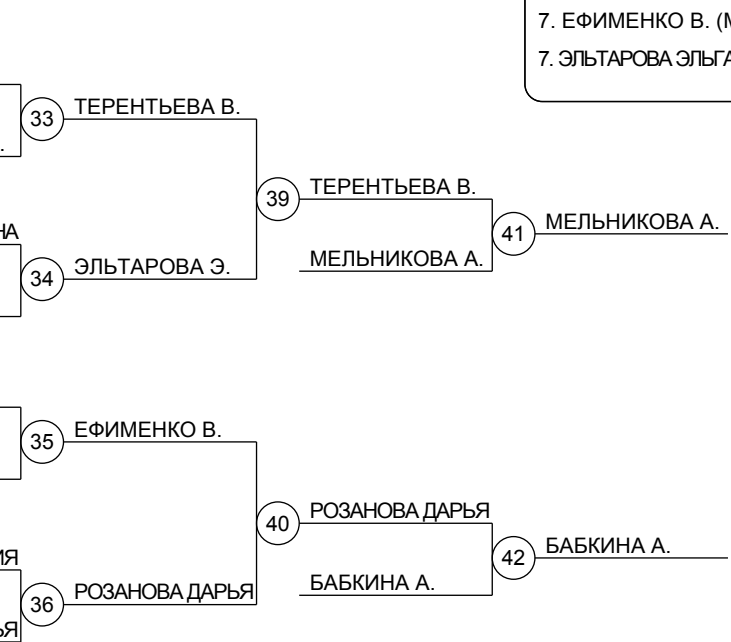 7. ЕФИМЕНКО В.
7. ЭЛЬТАРОВА
33 ТЕРЕНТЬЕВА В.
39 ТЕРЕНТЬЕВА В.
41 МЕЛЬНИКОВА А.
34 ЭЛЬТАРОВА Э.
МЕЛЬНИКОВА А.
35 ЕФИМЕНКО В.
40 РОЗАНОВА ДАРЬЯ
42 БАБКИНА А.
36 РОЗАНОВА ДАРЬЯ
БАБКИНА А.